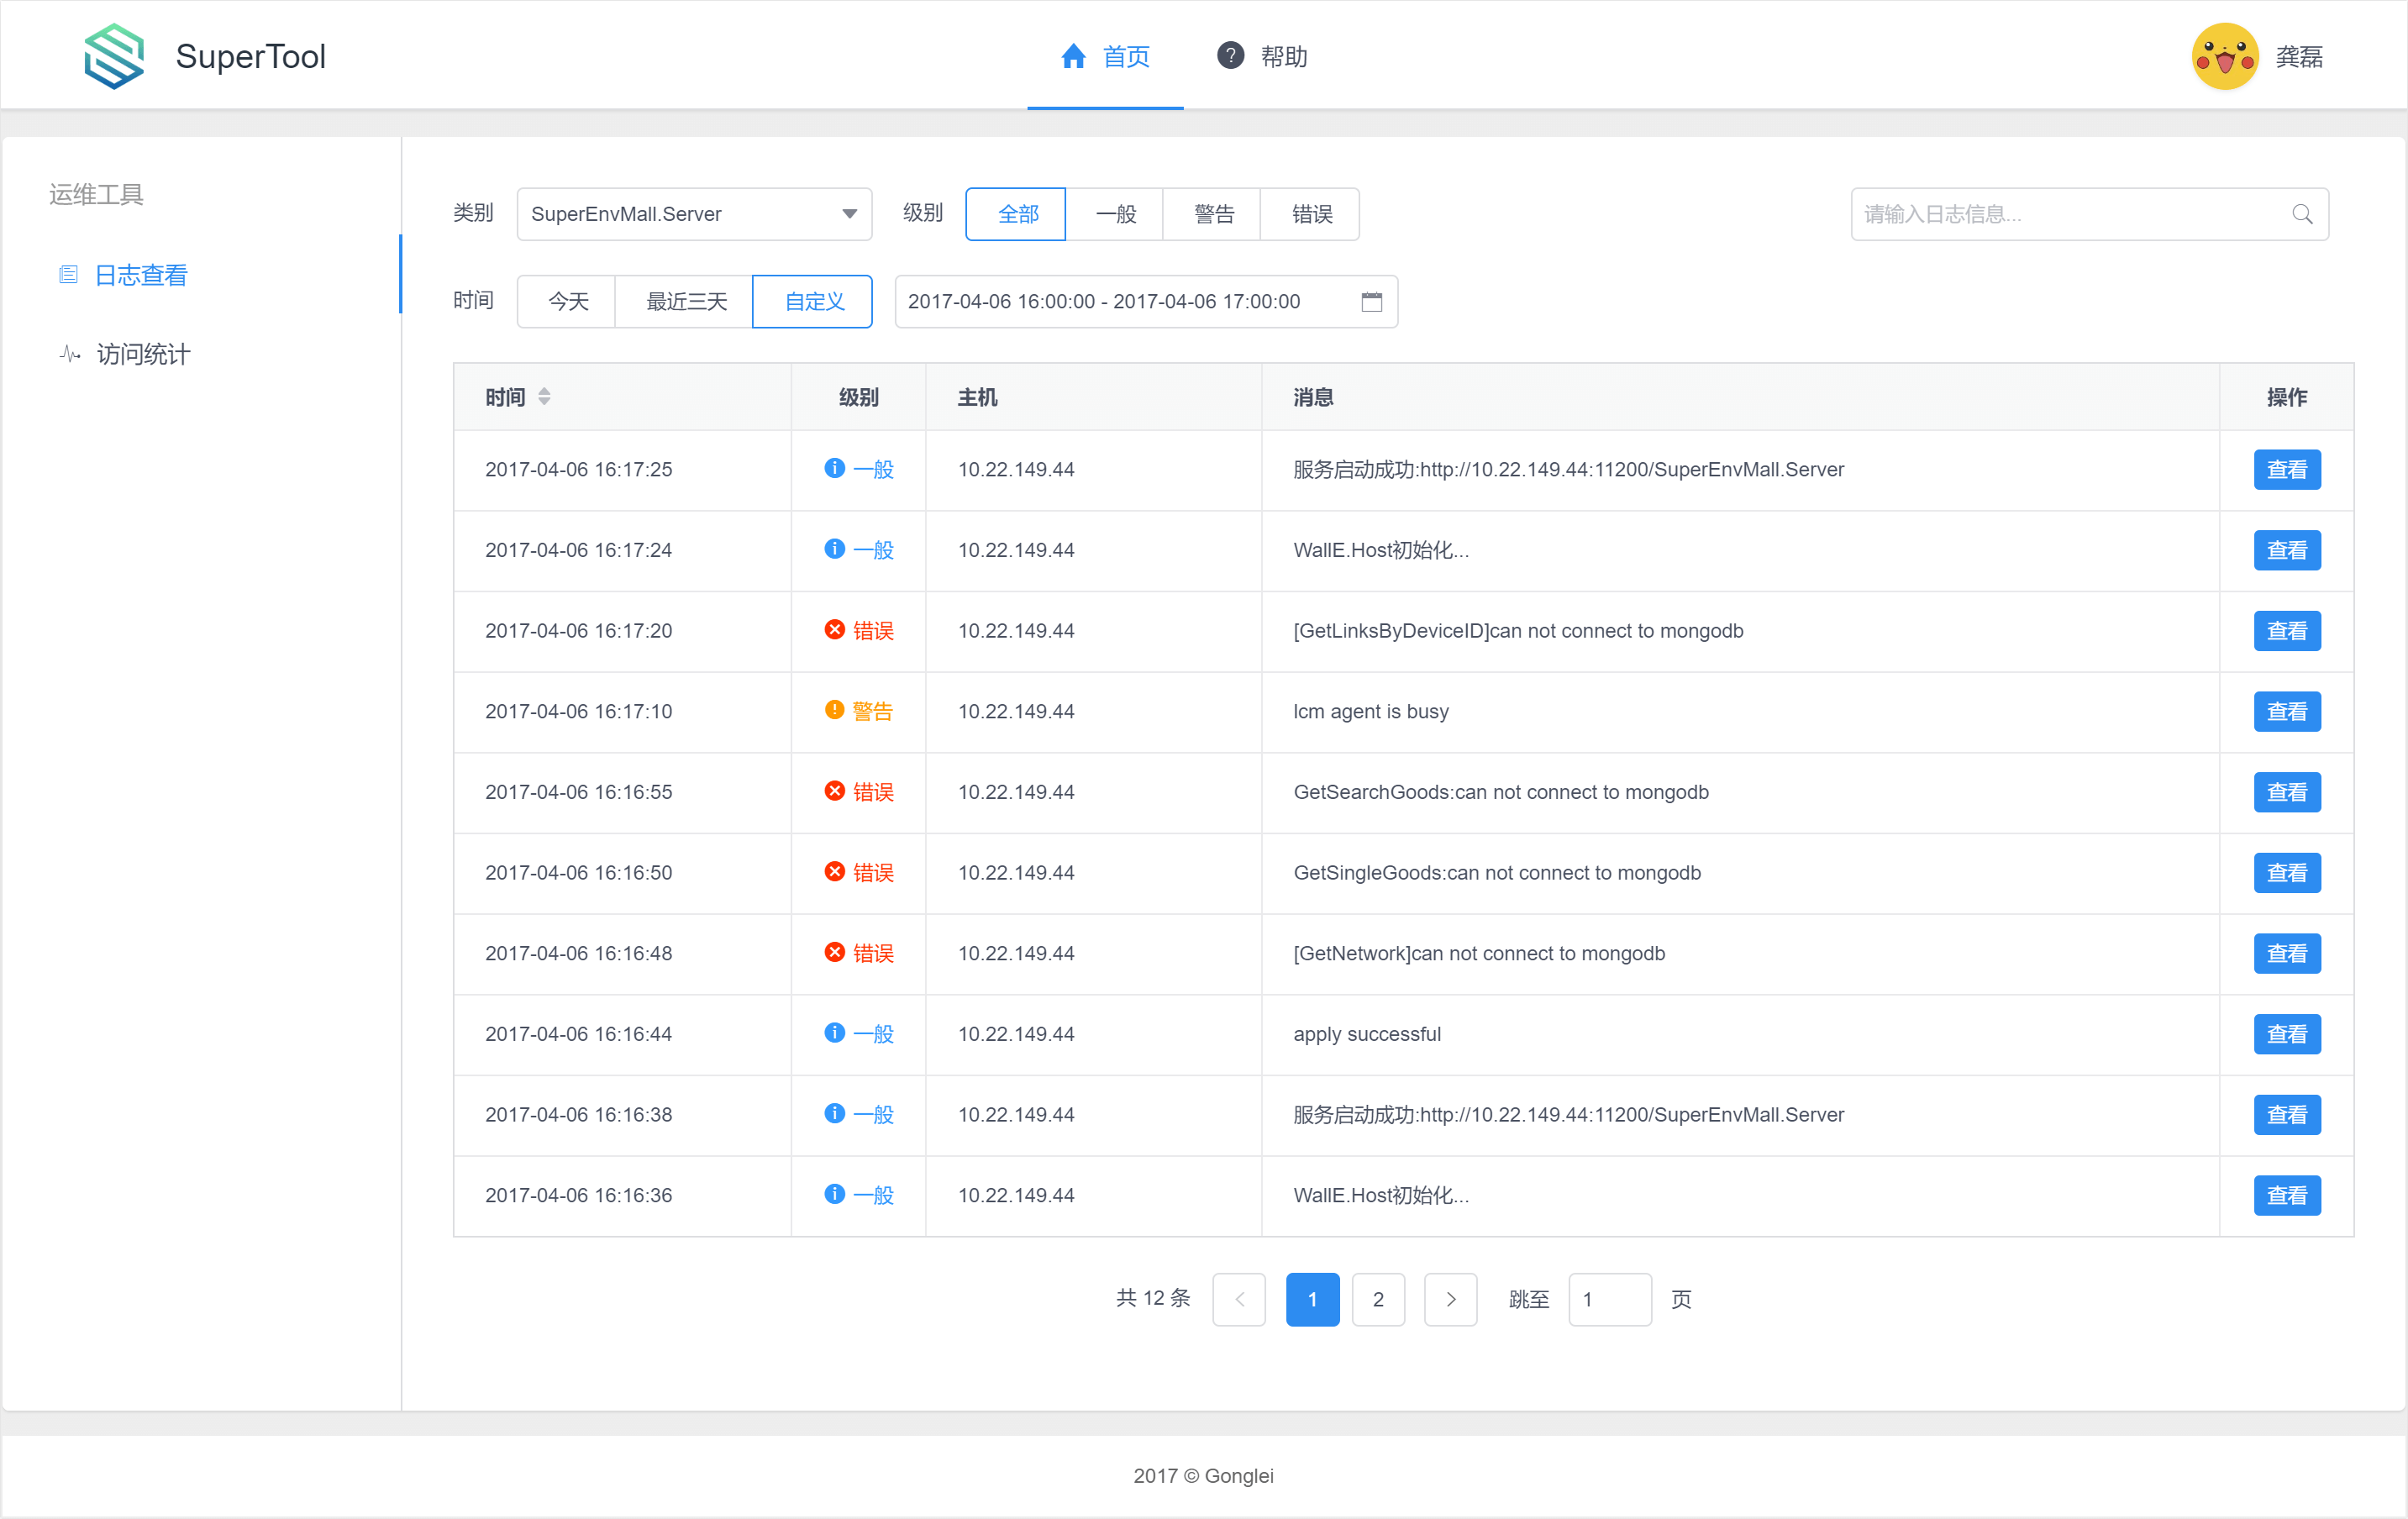 SuperTool
首页
帮助
龚磊
运维工具
日志查看
访问统计
类别 SuperEnvMall.Server 级别 全部 一般 警告 错误 请输入日志信息...
时间 今天 最近三天 自定义 2017-04-06 16:00:00 - 2017-04-06 17:00:00
时间 级别 主机 消息 操作
2017-04-06 16:17:25 一般 10.22.149.44 服务启动成功:http://10.22.149.44:11200/SuperEnvMall.Server 查看
2017-04-06 16:17:24 一般 10.22.149.44 WallE.Host初始化... 查看
2017-04-06 16:17:20 错误 10.22.149.44 [GetLinksByDeviceID]can not connect to mongodb 查看
2017-04-06 16:17:10 警告 10.22.149.44 lcm agent is busy 查看
2017-04-06 16:16:55 错误 10.22.149.44 GetSearchGoods:can not connect to mongodb 查看
2017-04-06 16:16:50 错误 10.22.149.44 GetSingleGoods:can not connect to mongodb 查看
2017-04-06 16:16:48 错误 10.22.149.44 [GetNetwork]can not connect to mongodb 查看
2017-04-06 16:16:44 一般 10.22.149.44 apply successful 查看
2017-04-06 16:16:38 一般 10.22.149.44 服务启动成功:http://10.22.149.44:11200/SuperEnvMall.Server 查看
2017-04-06 16:16:36 一般 10.22.149.44 WallE.Host初始化... 查看
共 12 条 1 2 跳至 1 页
2017 © Gonglei